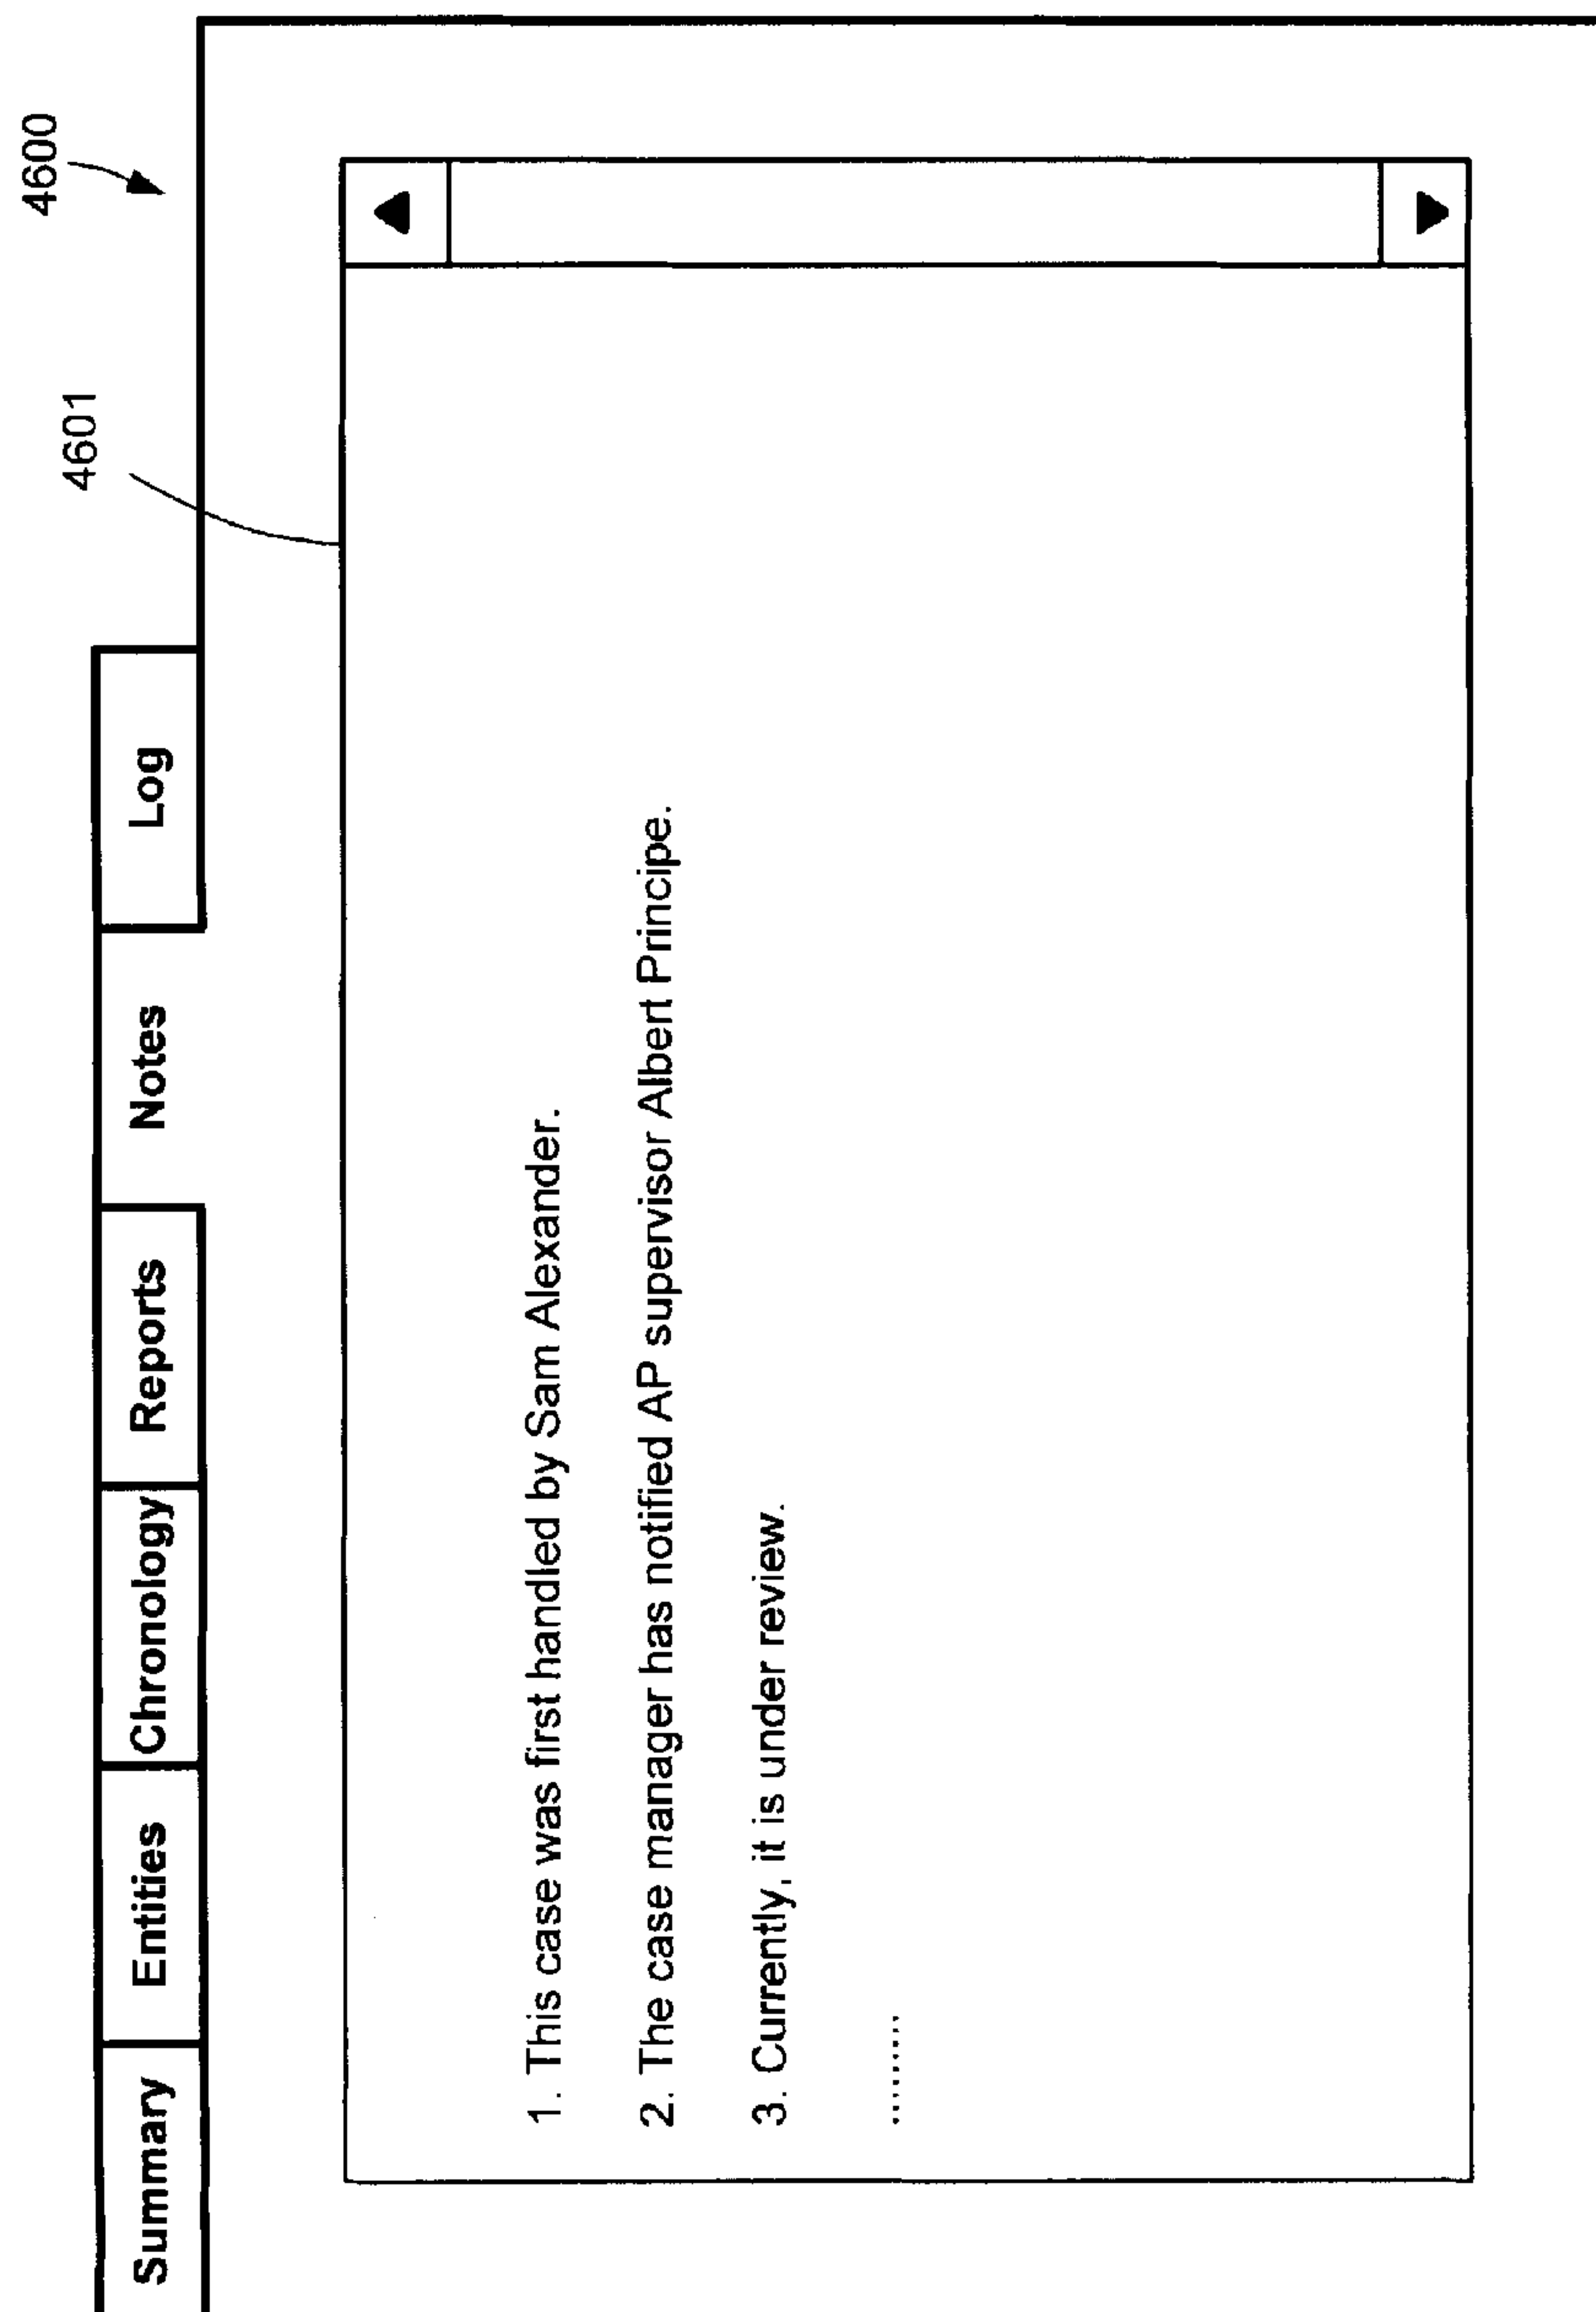 4600
4601
Summary Entities Chronology Reports Notes Log
1. This case was first handled by Sam Alexander.
2. The case manager has notified AP supervisor Albert Principe.
3. Currently, it is under review.
.........